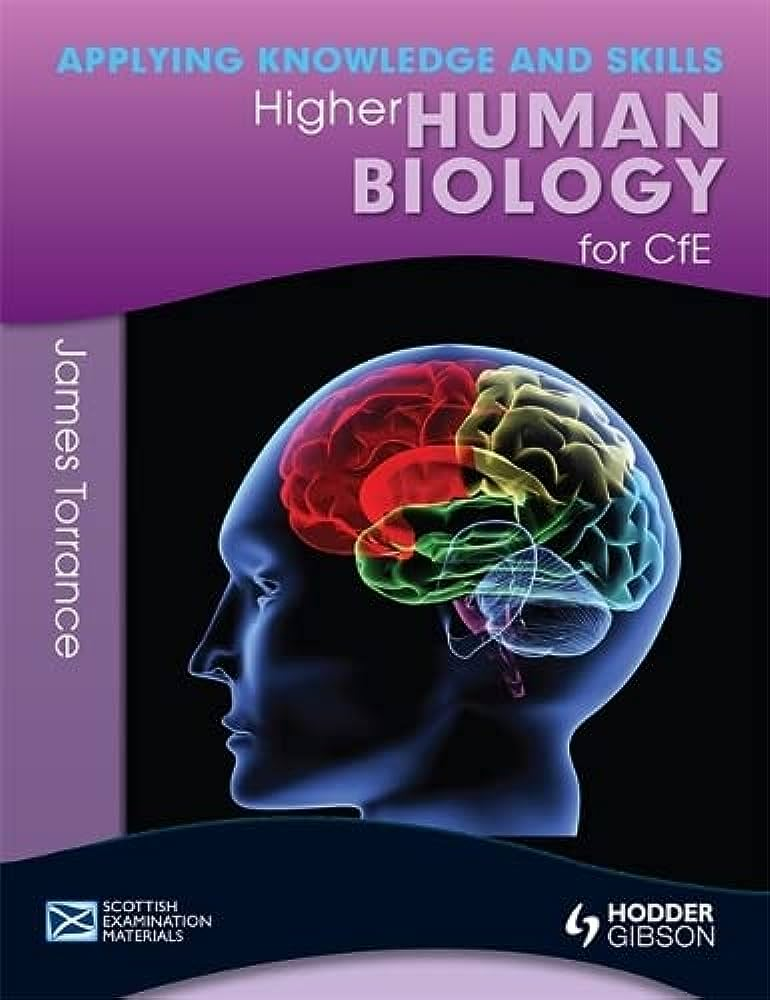 APPLYING KNOWLEDGE AND SKILLS
Higher HUMAN
BIOLOGY
for CfE
James Torrance
SCOTTISH
EXAMINATION
MATERIALS
HODDER
GIBSON